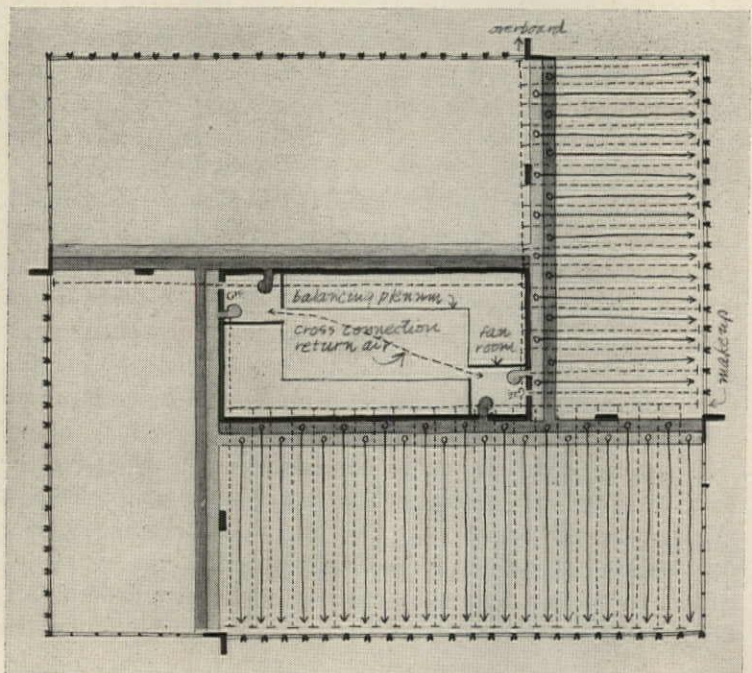 overboard
balancing plenum
cross connection
return air
fan
room
makeup